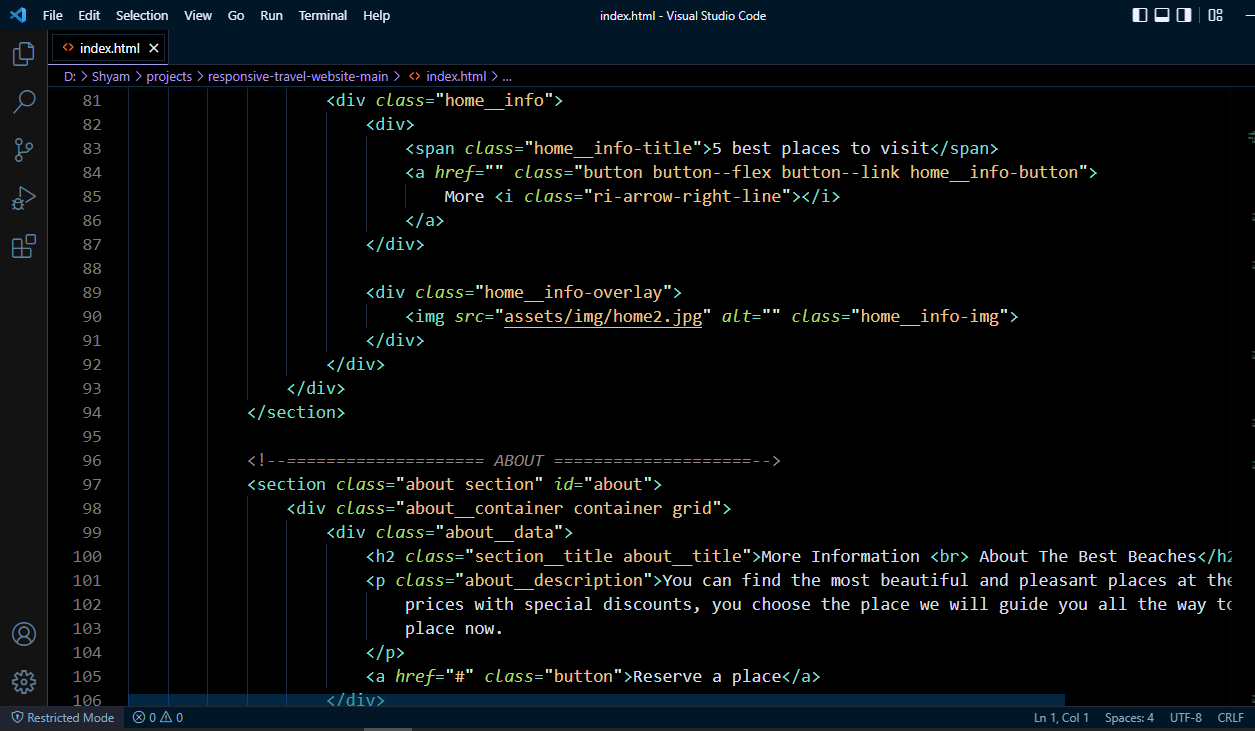 File Edit Selection View Go Run Terminal Help index.html - Visual Studio Code
<> index.html ×
D: > Shyam > projects > responsive-travel-website-main > <> index.html > ...
81 <div class="home__info">
82 <div>
83 <span class="home__info-title">5 best places to visit</span>
84 <a href="" class="button button--flex button--link home__info-button">
85 More <i class="ri-arrow-right-line"></i>
86 </a>
87 </div>
88
89 <div class="home__info-overlay">
90 <img src="assets/img/home2.jpg" alt="" class="home__info-img">
91 </div>
92 </div>
93 </div>
94 </section>
95
96 <!--==================== ABOUT ====================-->
97 <section class="about section" id="about">
98 <div class="about__container container grid">
99 <div class="about__data">
100 <h2 class="section__title about__title">More Information <br> About The Best Beaches</h2
101 <p class="about__description">You can find the most beautiful and pleasant places at the
102 prices with special discounts, you choose the place we will guide you all the way to
103 place now.
104 </p>
105 <a href="#" class="button">Reserve a place</a>
106 </div>
Restricted Mode 0 0 Ln 1, Col 1 Spaces: 4 UTF-8 CRLF